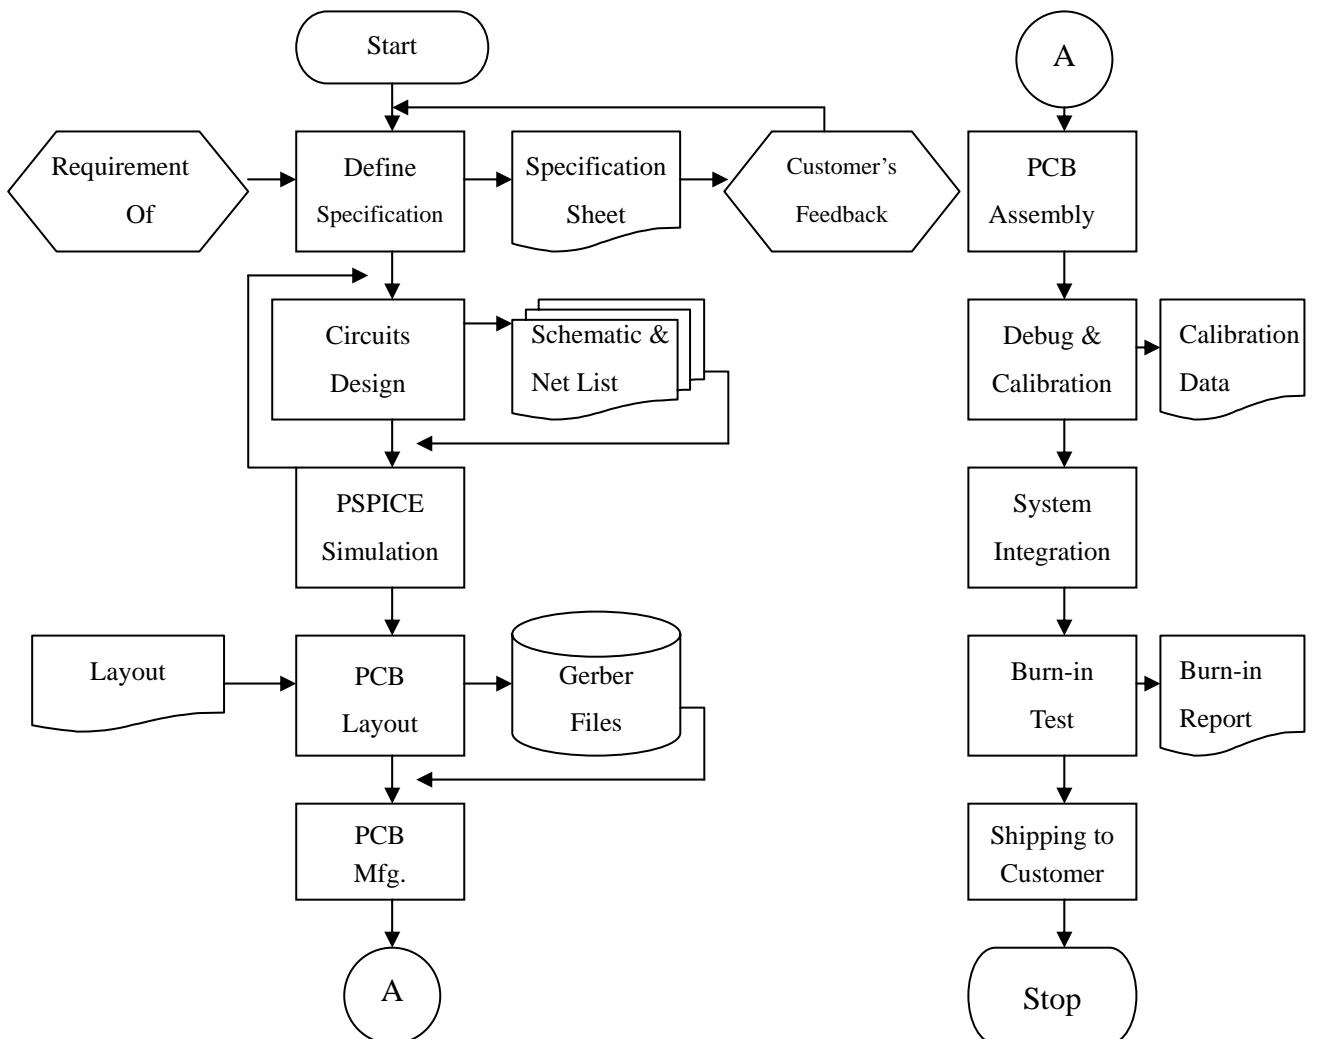 Start
Requirement
Of
Define
Specification
Specification
Sheet
Customer's
Feedback
Circuits
Design
Schematic &
Net List
PSPICE
Simulation
Layout
PCB
Layout
Gerber
Files
PCB
Mfg.
A
A
PCB
Assembly
Debug &
Calibration
Calibration
Data
System
Integration
Burn-in
Test
Burn-in
Report
Shipping to
Customer
Stop